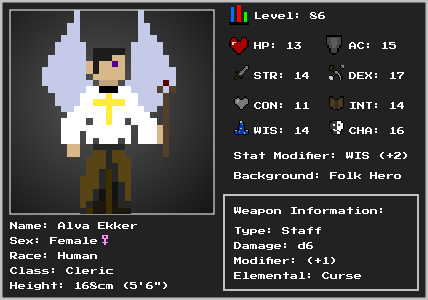 Level: 86
HP: 13 AC: 15
STR: 14 DEX: 17
CON: 11 INT: 14
WIS: 14 CHA: 16
Stat Modifier: WIS (+2)
Background: Folk Hero
Weapon Information:
Type: Staff
Damage: d6
Modifier: (+1)
Elemental: Curse
Name: Alva Ekker
Sex: Female♀
Race: Human
Class: Cleric
Height: 168cm (5'6")